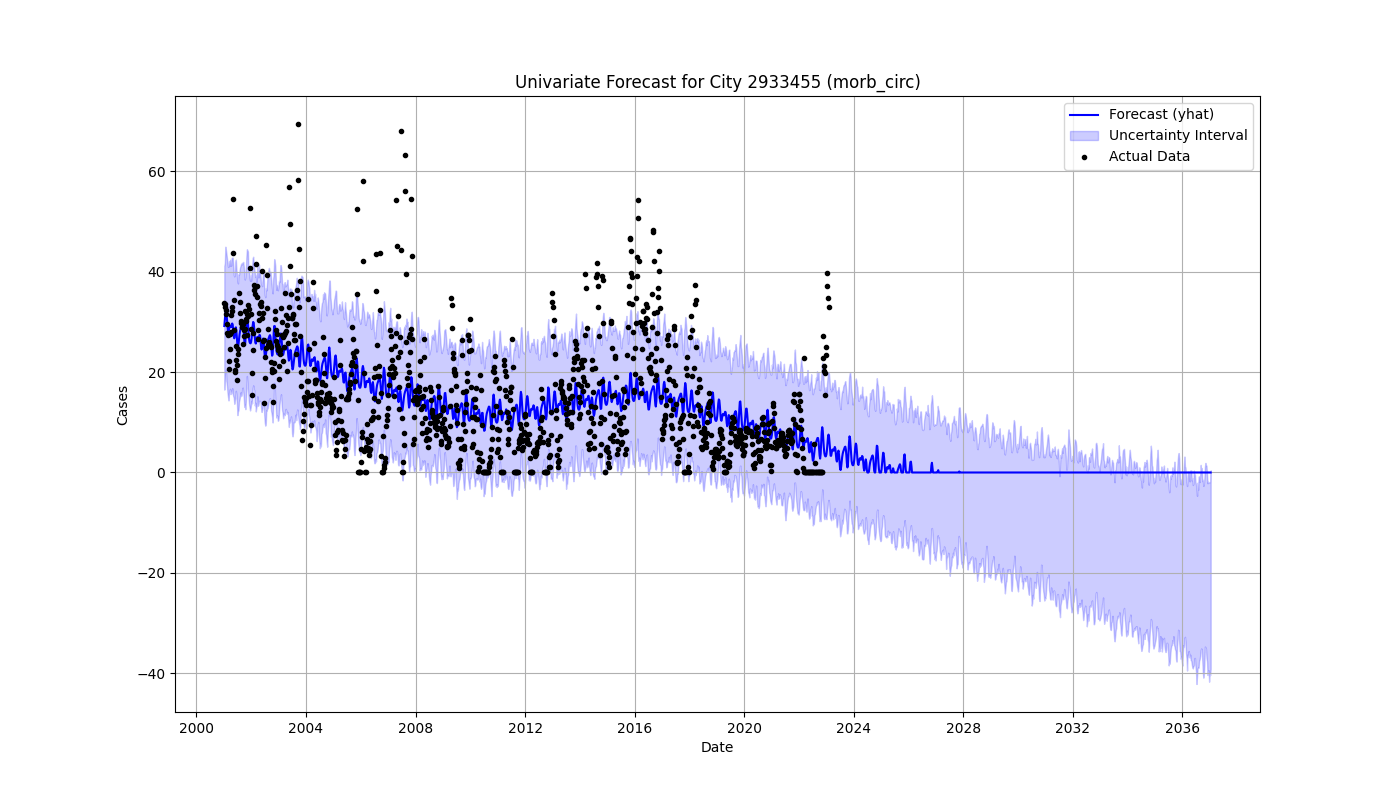 Univariate Forecast for City 2933455 (morb_circ)
Forecast (yhat)
Uncertainty Interval
Actual Data
Cases
60
40
20
0
−20
−40
2000 2004 2008 2012 2016 2020 2024 2028 2032 2036
Date